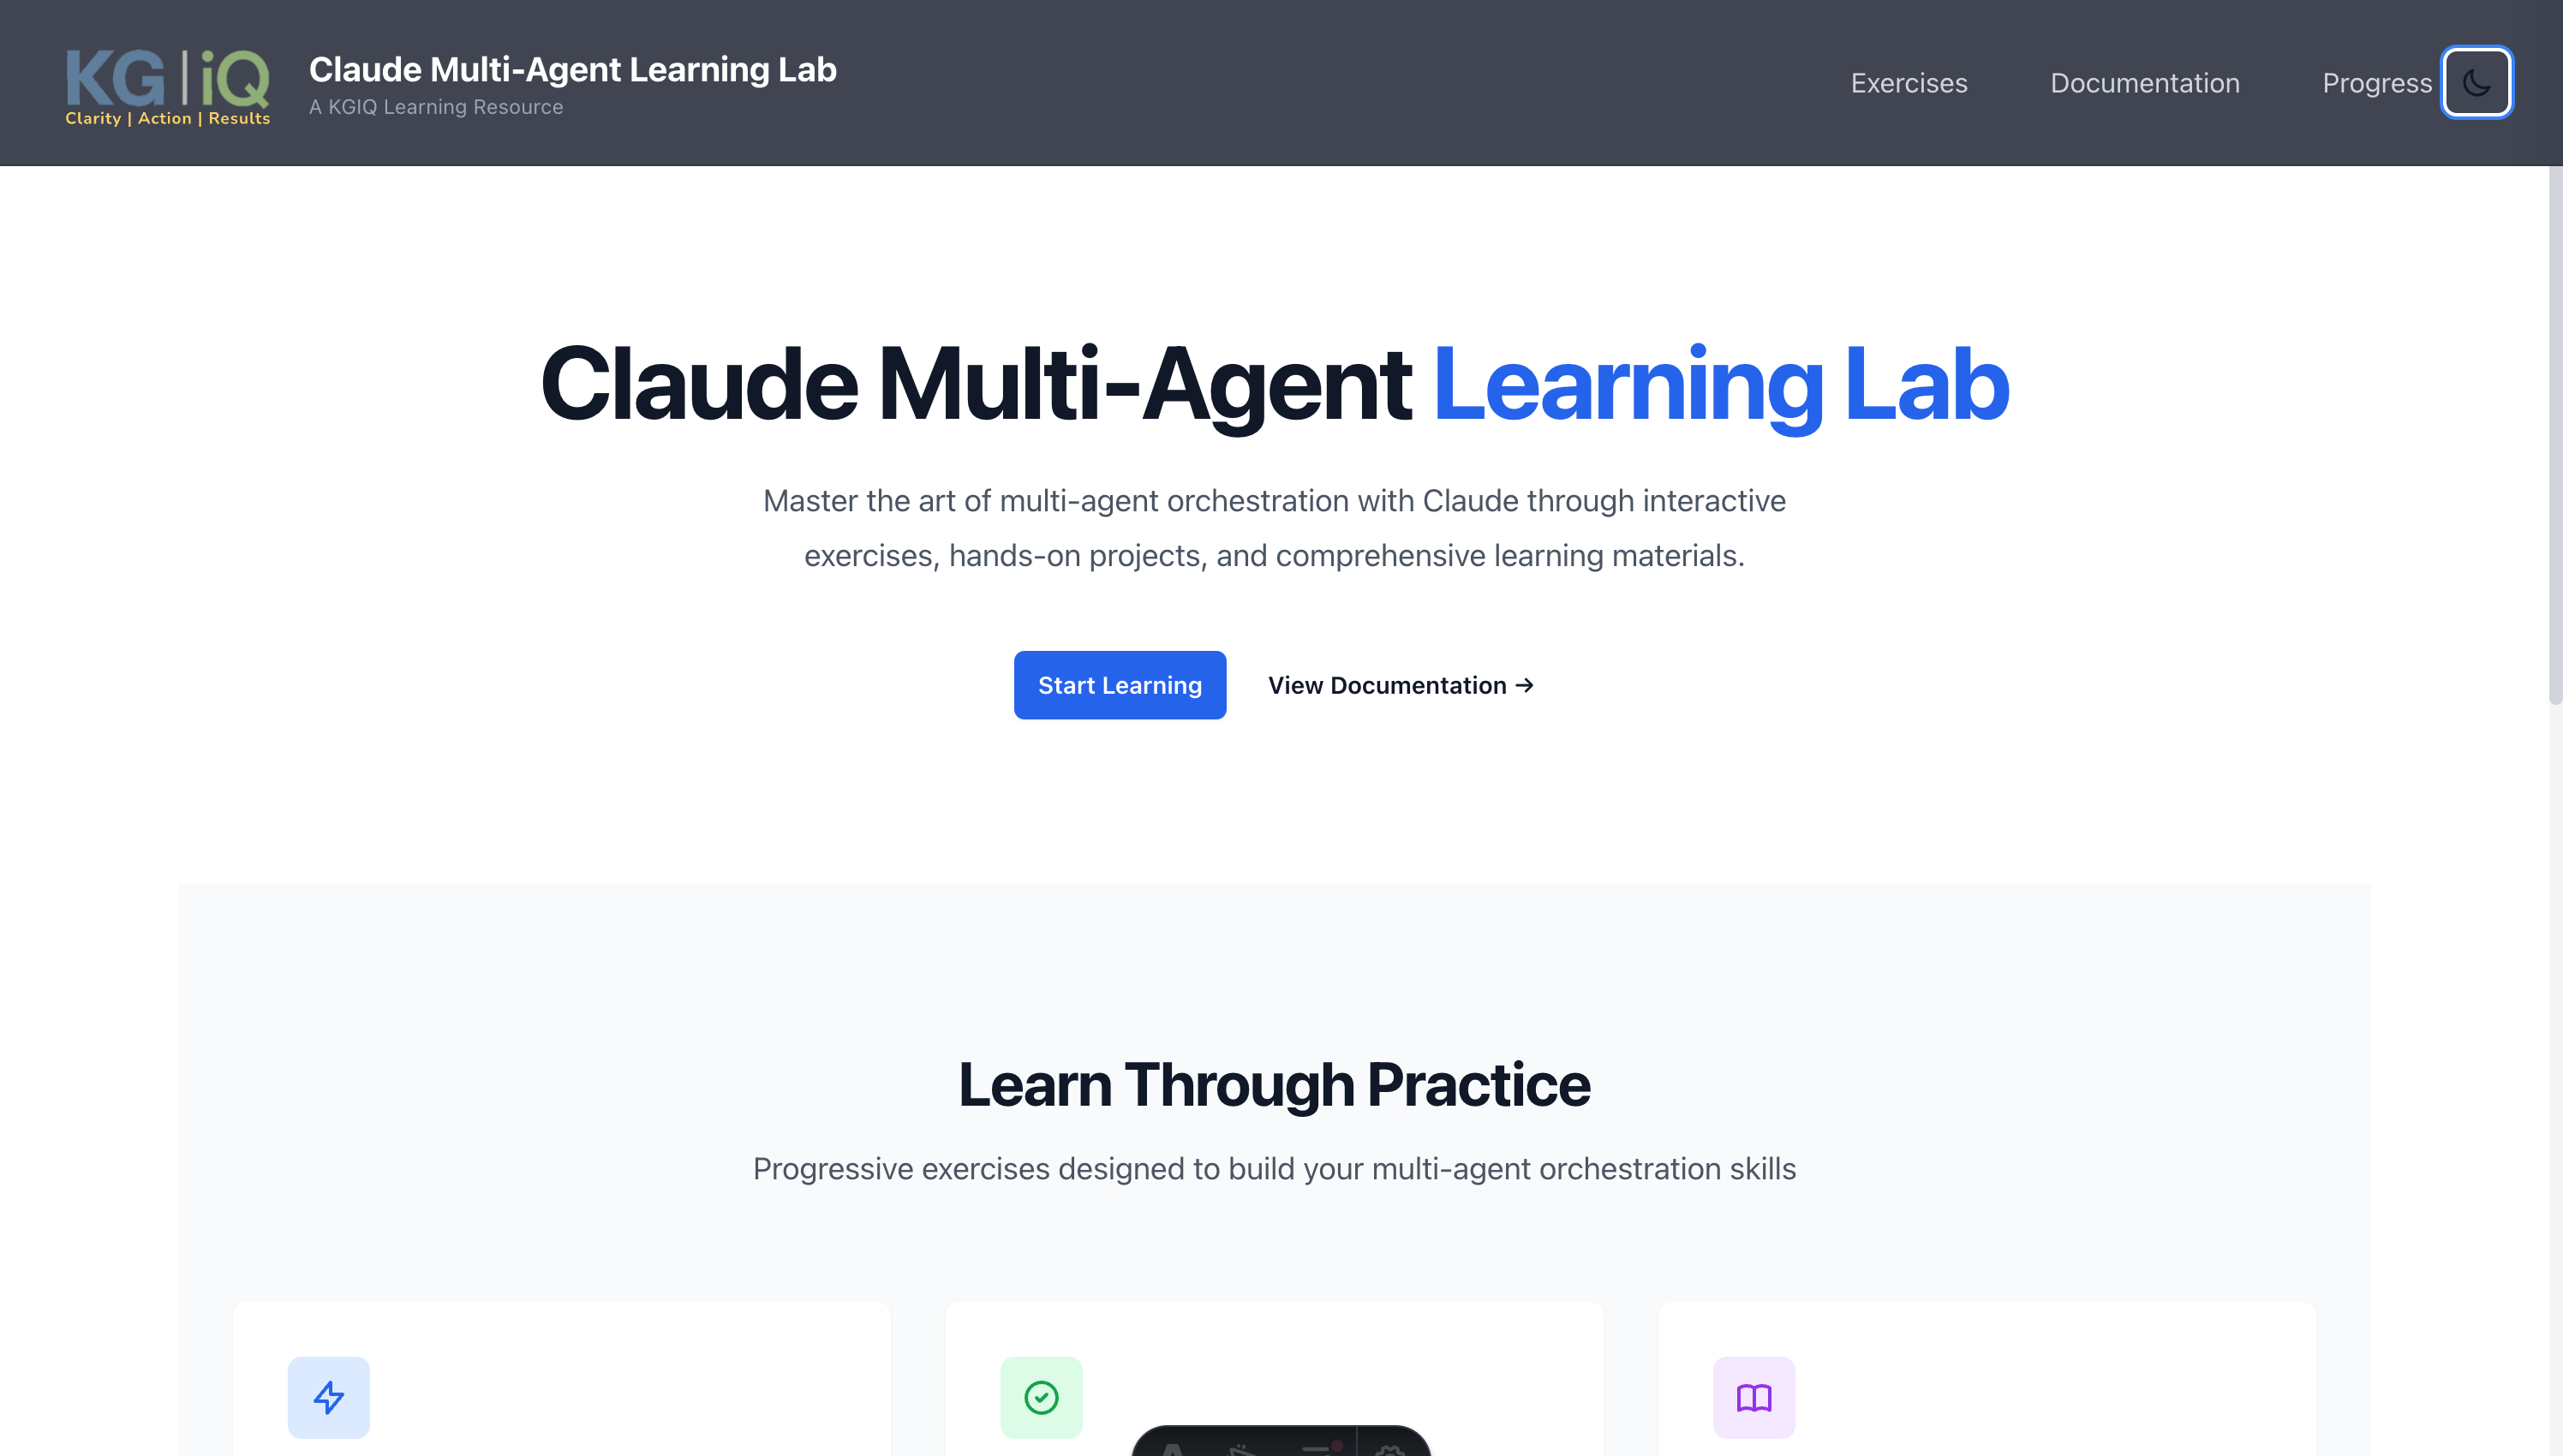 KG|iQ
Clarity | Action | Results
Claude Multi-Agent Learning Lab
A KGIQ Learning Resource
Exercises
Documentation
Progress
Claude Multi-Agent Learning Lab
Master the art of multi-agent orchestration with Claude through interactive
exercises, hands-on projects, and comprehensive learning materials.
Start Learning
View Documentation →
Learn Through Practice
Progressive exercises designed to build your multi-agent orchestration skills